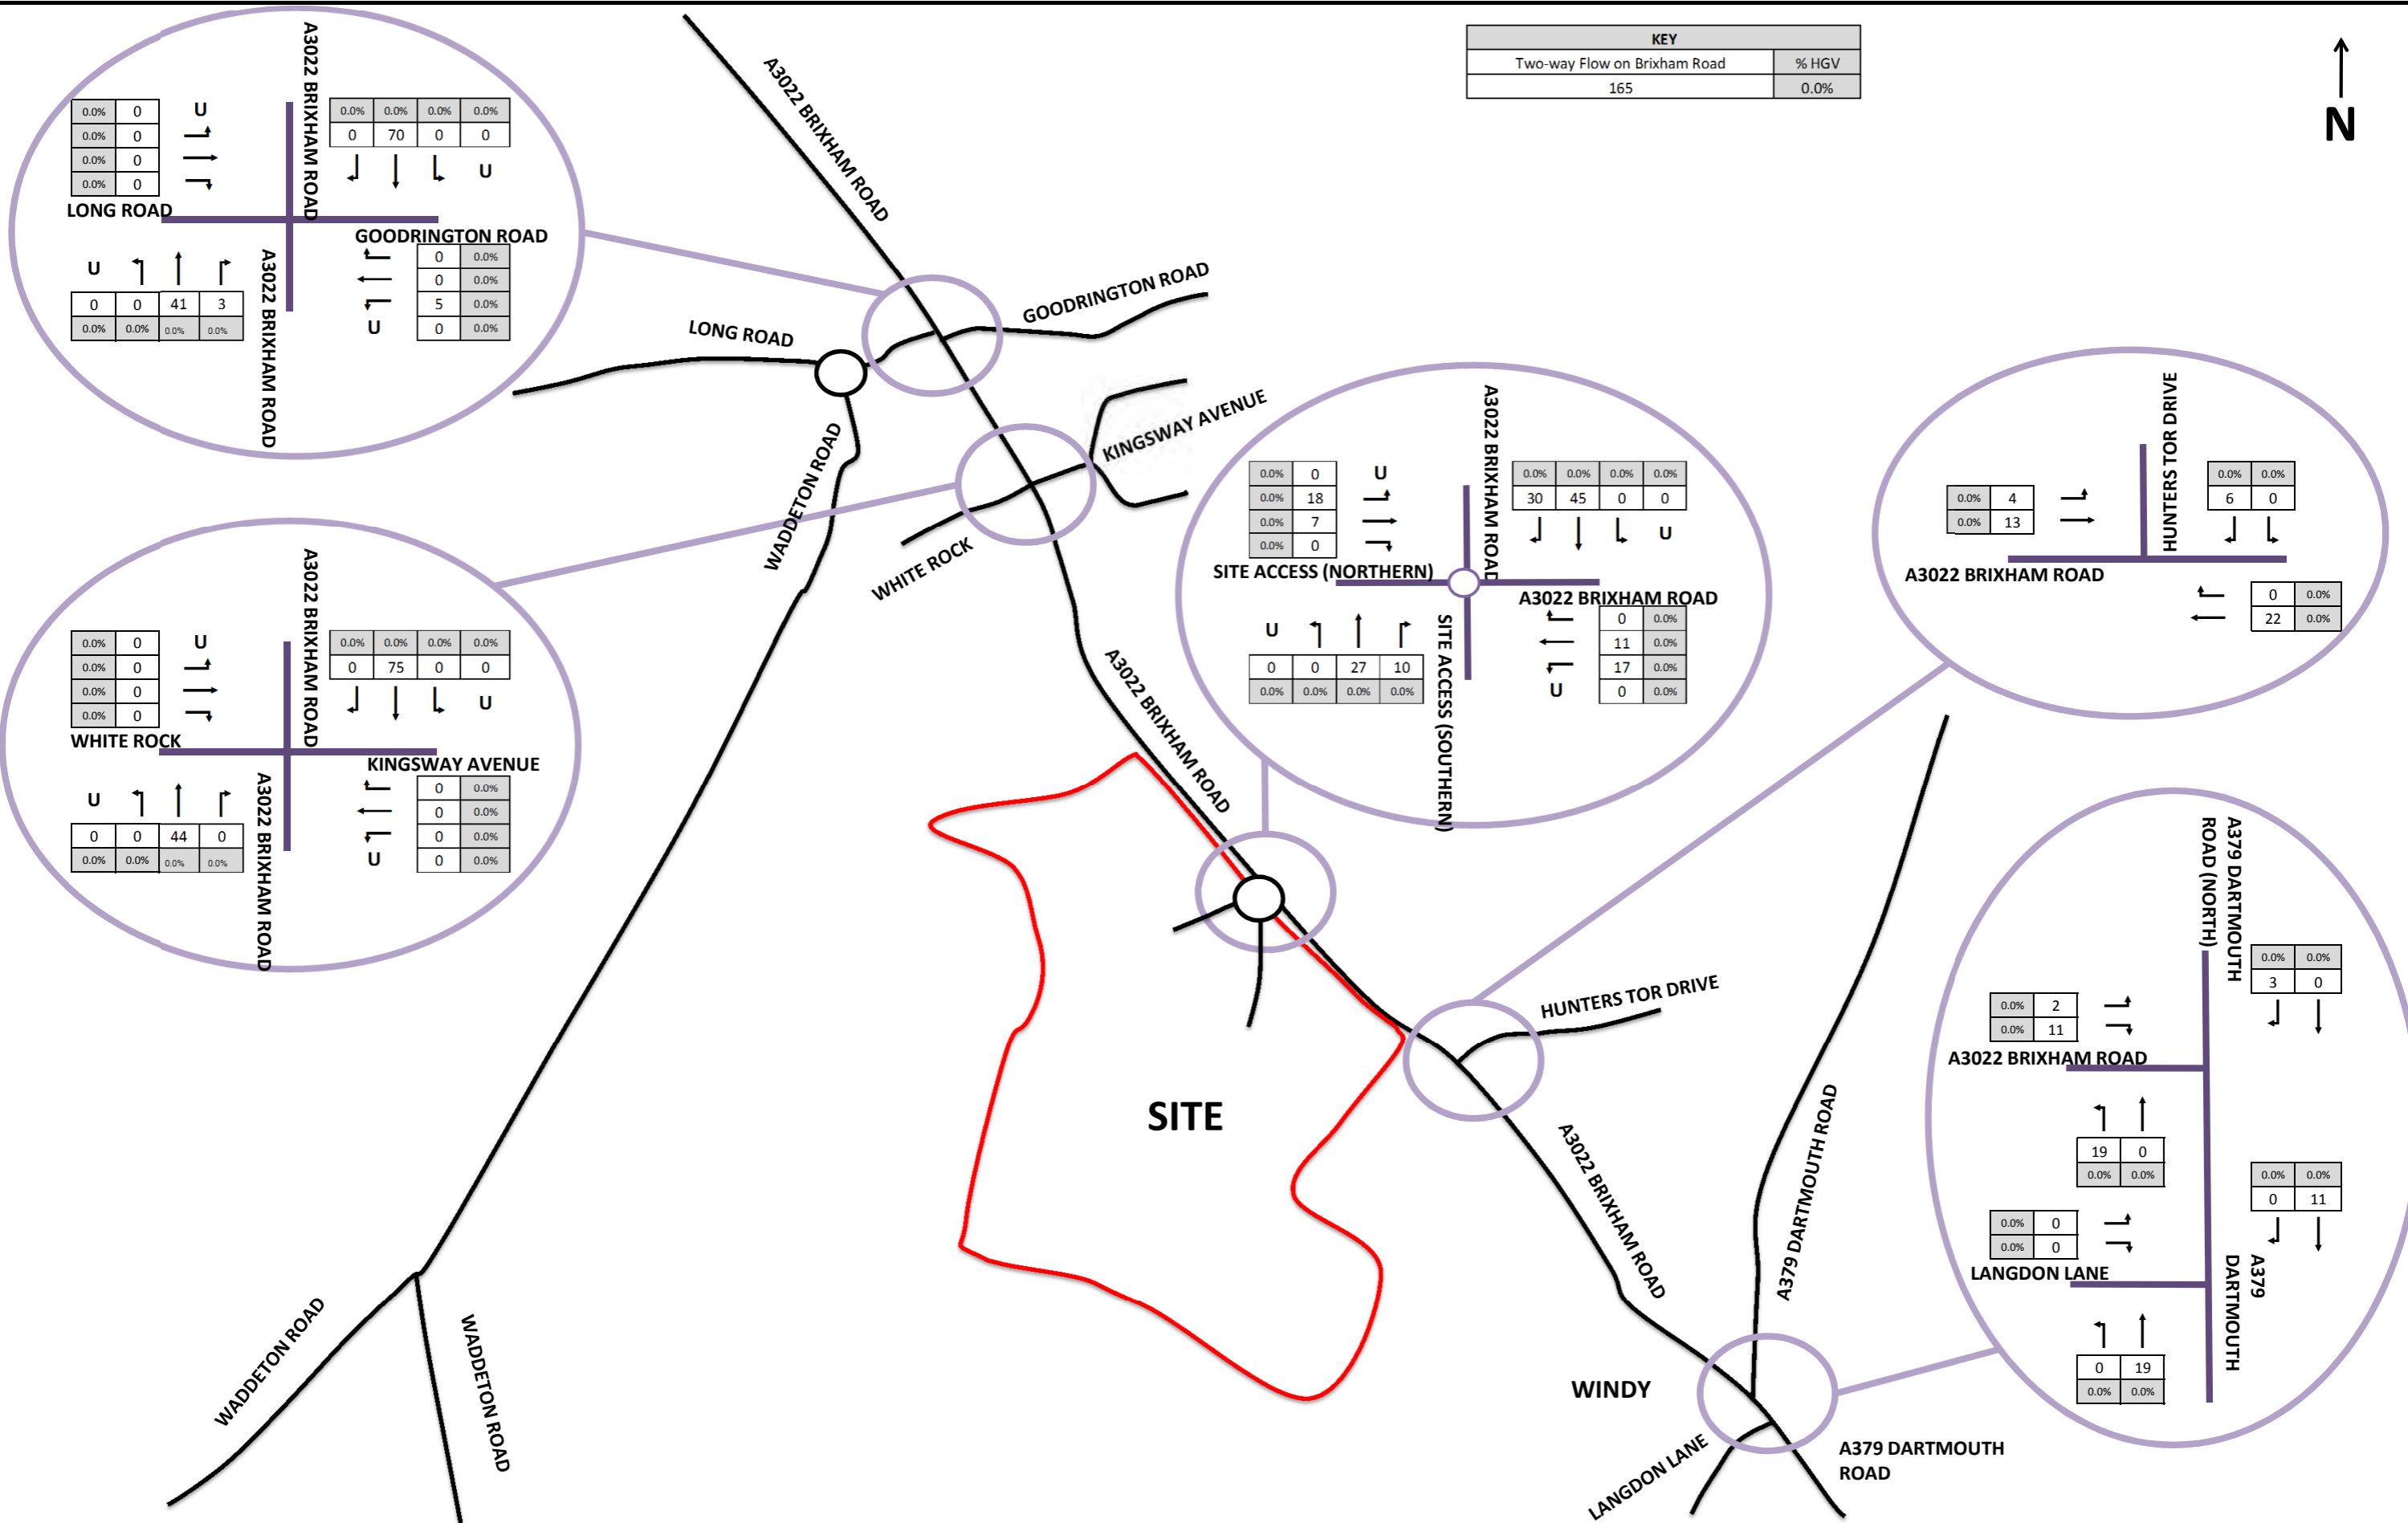 KEY
Two-way Flow on Brixham Road % HGV
165 0.0%
N
A3022 BRIXHAM ROAD
0.0% 0 U
0.0% 0
0.0% 0
0.0% 0
LONG ROAD
0.0% 0.0% 0.0% 0.0%
0 70 0 0
U
GOODRINGTON ROAD
0 0.0%
0 0.0%
5 0.0%
U 0 0.0%
U
0 0 41 3
0.0% 0.0% 0.0% 0.0%
A3022 BRIXHAM ROAD
A3022 BRIXHAM ROAD
GOODRINGTON ROAD
LONG ROAD
KINGSWAY AVENUE
WADDETON ROAD
WHITE ROCK
A3022 BRIXHAM ROAD
A3022 BRIXHAM ROAD
0.0% 0 U
0.0% 0
0.0% 0
0.0% 0
WHITE ROCK
0.0% 0.0% 0.0% 0.0%
0 75 0 0
U
KINGSWAY AVENUE
0 0.0%
0 0.0%
0 0.0%
U 0 0.0%
U
0 0 44 0
0.0% 0.0% 0.0% 0.0%
A3022 BRIXHAM ROAD
A3022 BRIXHAM ROAD
0.0% 0 U
0.0% 18
0.0% 7
0.0% 0
SITE ACCESS (NORTHERN)
0.0% 0.0% 0.0% 0.0%
30 45 0 0
U
A3022 BRIXHAM ROAD
0 0.0%
11 0.0%
17 0.0%
U 0 0.0%
U
0 0 27 10
0.0% 0.0% 0.0% 0.0%
SITE ACCESS (SOUTHERN)
HUNTERS TOR DRIVE
0.0% 4
0.0% 13
0.0% 0.0%
6 0
A3022 BRIXHAM ROAD
0 0.0%
22 0.0%
A379 DARTMOUTH
ROAD (NORTH)
0.0% 0.0%
3 0
0.0% 2
0.0% 11
A3022 BRIXHAM ROAD
19 0
0.0% 0.0%
0.0% 0.0%
0 11
0.0% 0
0.0% 0
LANGDON LANE
A379
DARTMOUTH
0 19
0.0% 0.0%
HUNTERS TOR DRIVE
SITE
A3022 BRIXHAM ROAD
A379 DARTMOUTH ROAD
WADDETON ROAD
WADDETON ROAD
WINDY
LANGDON LANE
A379 DARTMOUTH
ROAD